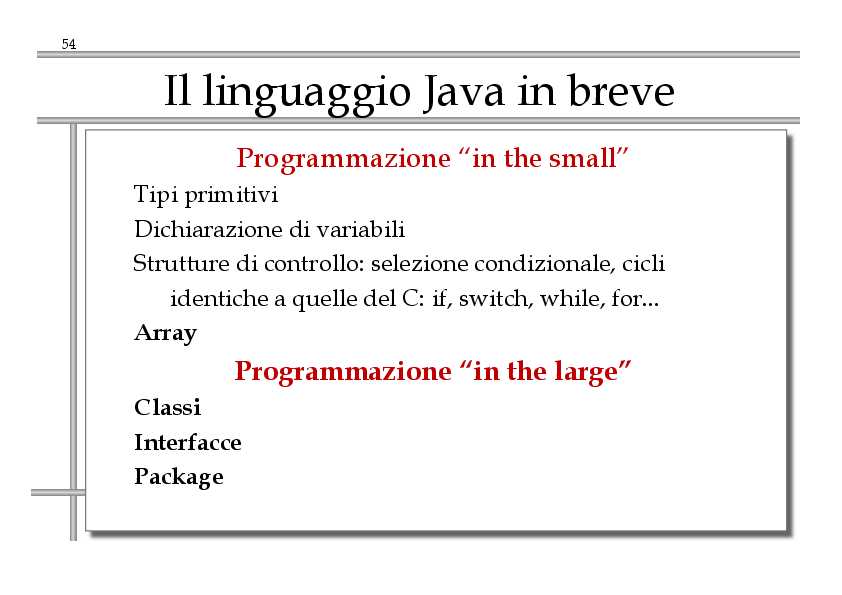 54
Il linguaggio Java in breve
Programmazione “in the small”
Tipi primitivi
Dichiarazione di variabili
Strutture di controllo: selezione condizionale, cicli
identiche a quelle del C: if, switch, while, for...
Array
Programmazione “in the large”
Classi
Interfacce
Package